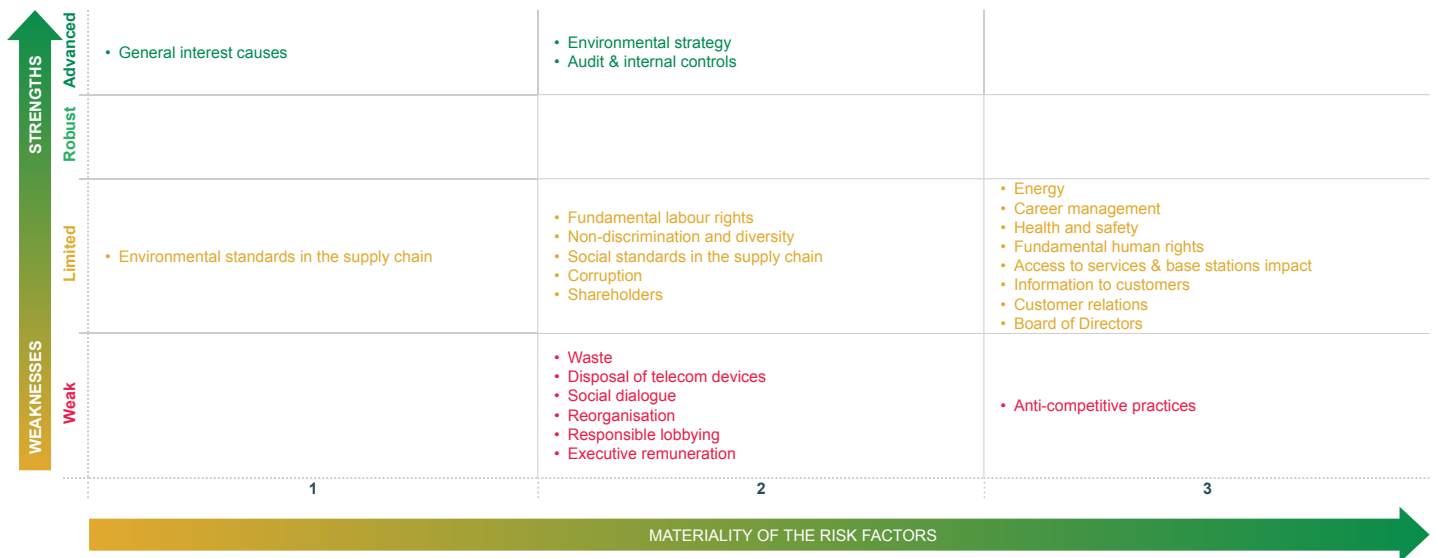 STRENGTHS
WEAKNESSES
Advanced
• General interest causes
• Environmental strategy
• Audit & internal controls
Robust
Limited
• Environmental standards in the supply chain
• Fundamental labour rights
• Non-discrimination and diversity
• Social standards in the supply chain
• Corruption
• Shareholders
• Energy
• Career management
• Health and safety
• Fundamental human rights
• Access to services & base stations impact
• Information to customers
• Customer relations
• Board of Directors
Weak
• Waste
• Disposal of telecom devices
• Social dialogue
• Reorganisation
• Responsible lobbying
• Executive remuneration
• Anti-competitive practices
1
2
3
MATERIALITY OF THE RISK FACTORS